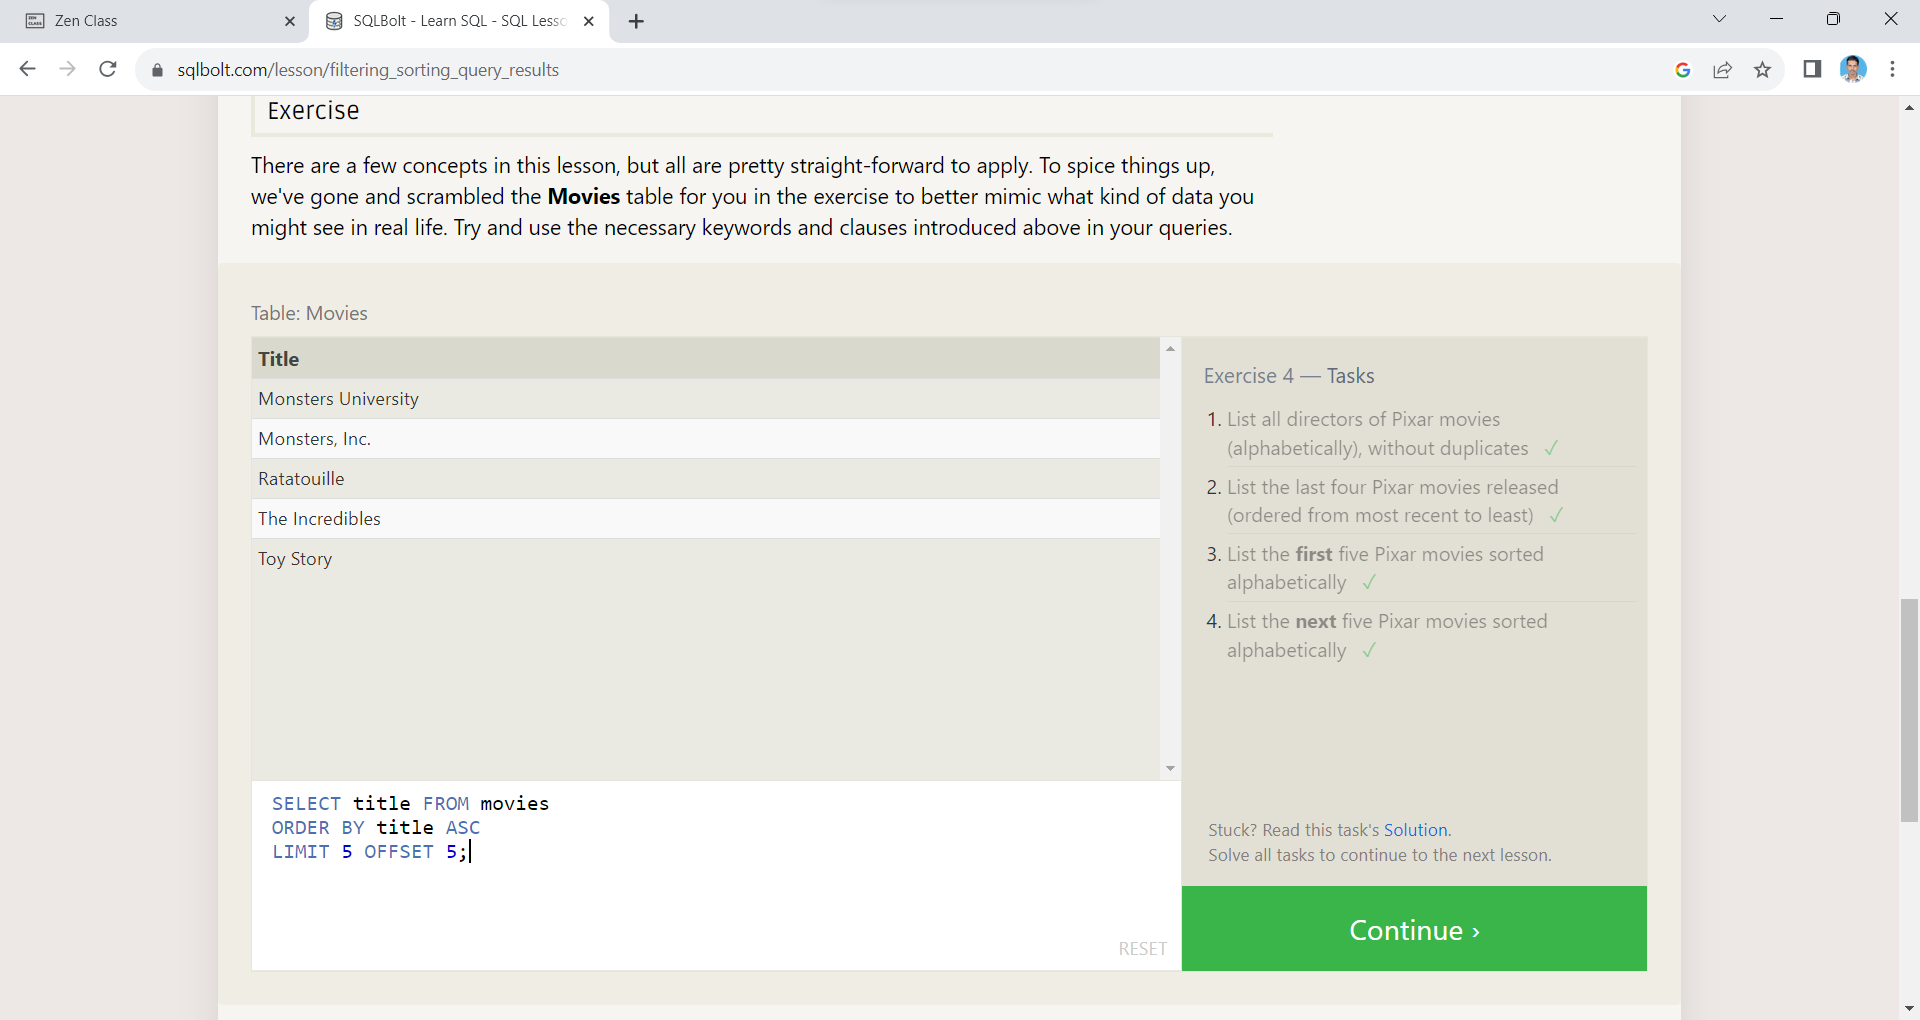 Zen Class
SQLBolt - Learn SQL - SQL Lesso
sqlbolt.com/lesson/filtering_sorting_query_results
Exercise
There are a few concepts in this lesson, but all are pretty straight-forward to apply. To spice things up,
we've gone and scrambled the Movies table for you in the exercise to better mimic what kind of data you
might see in real life. Try and use the necessary keywords and clauses introduced above in your queries.
Table: Movies
Title
Monsters University
Monsters, Inc.
Ratatouille
The Incredibles
Toy Story
SELECT title FROM movies
ORDER BY title ASC
LIMIT 5 OFFSET 5;
RESET
Exercise 4 — Tasks
1. List all directors of Pixar movies
(alphabetically), without duplicates ✓
2. List the last four Pixar movies released
(ordered from most recent to least) ✓
3. List the first five Pixar movies sorted
alphabetically ✓
4. List the next five Pixar movies sorted
alphabetically ✓
Stuck? Read this task's Solution.
Solve all tasks to continue to the next lesson.
Continue ›